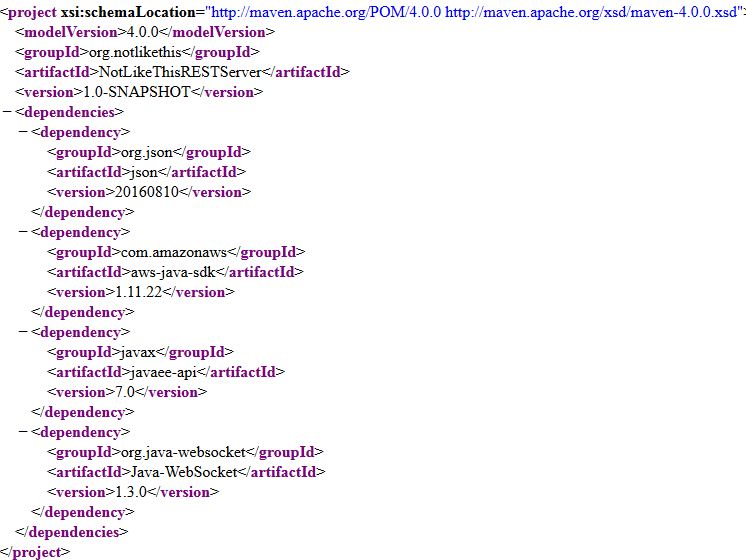 <project xsi:schemaLocation="http://maven.apache.org/POM/4.0.0 http://maven.apache.org/xsd/maven-4.0.0.xsd">
<modelVersion>4.0.0</modelVersion>
<groupId>org.notlikethis</groupId>
<artifactId>NotLikeThisRESTServer</artifactId>
<version>1.0-SNAPSHOT</version>
−<dependencies>
−<dependency>
<groupId>org.json</groupId>
<artifactId>json</artifactId>
<version>20160810</version>
</dependency>
−<dependency>
<groupId>com.amazonaws</groupId>
<artifactId>aws-java-sdk</artifactId>
<version>1.11.22</version>
</dependency>
−<dependency>
<groupId>javax</groupId>
<artifactId>javaee-api</artifactId>
<version>7.0</version>
</dependency>
−<dependency>
<groupId>org.java-websocket</groupId>
<artifactId>Java-WebSocket</artifactId>
<version>1.3.0</version>
</dependency>
</dependencies>
</project>